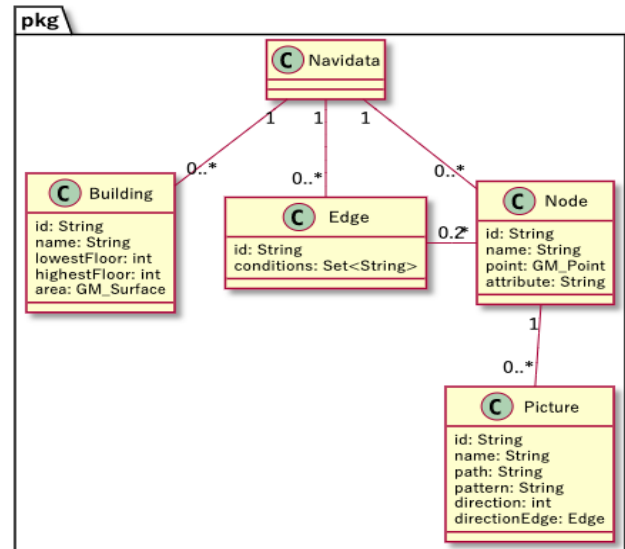 pkg
C Navidata
1
1
1
0..*
0..*
0..*
C Building
id: String
name: String
lowestFloor: int
highestFloor: int
area: GM_Surface
C Edge
id: String
conditions: Set<String>
C Node
id: String
name: String
point: GM_Point
attribute: String
1
0..*
C Picture
id: String
name: String
path: String
pattern: String
direction: int
directionEdge: Edge